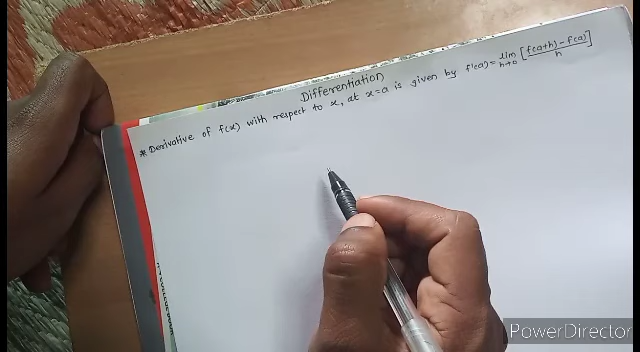 Differentiation
* Derivative of f(x) with respect to x, at x=a is given by f'(a) = lim h→0 [f(a+h) - f(a) / h]
PowerDirector